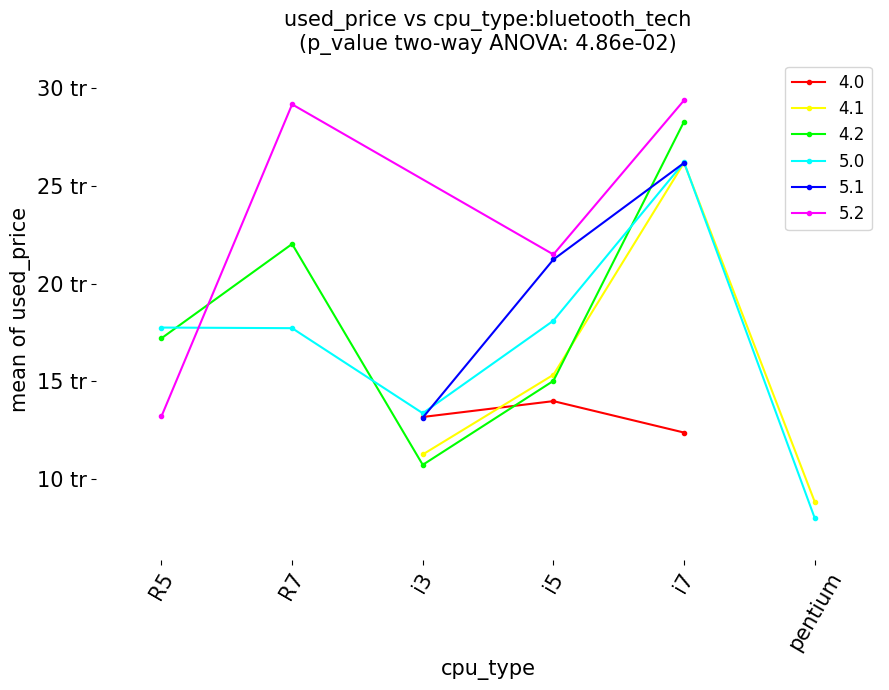 used_price vs cpu_type:bluetooth_tech
(p_value two-way ANOVA: 4.86e-02)
30 tr
25 tr
20 tr
15 tr
10 tr
mean of used_price
4.0
4.1
4.2
5.0
5.1
5.2
R5
R7
i3
i5
i7
pentium
cpu_type